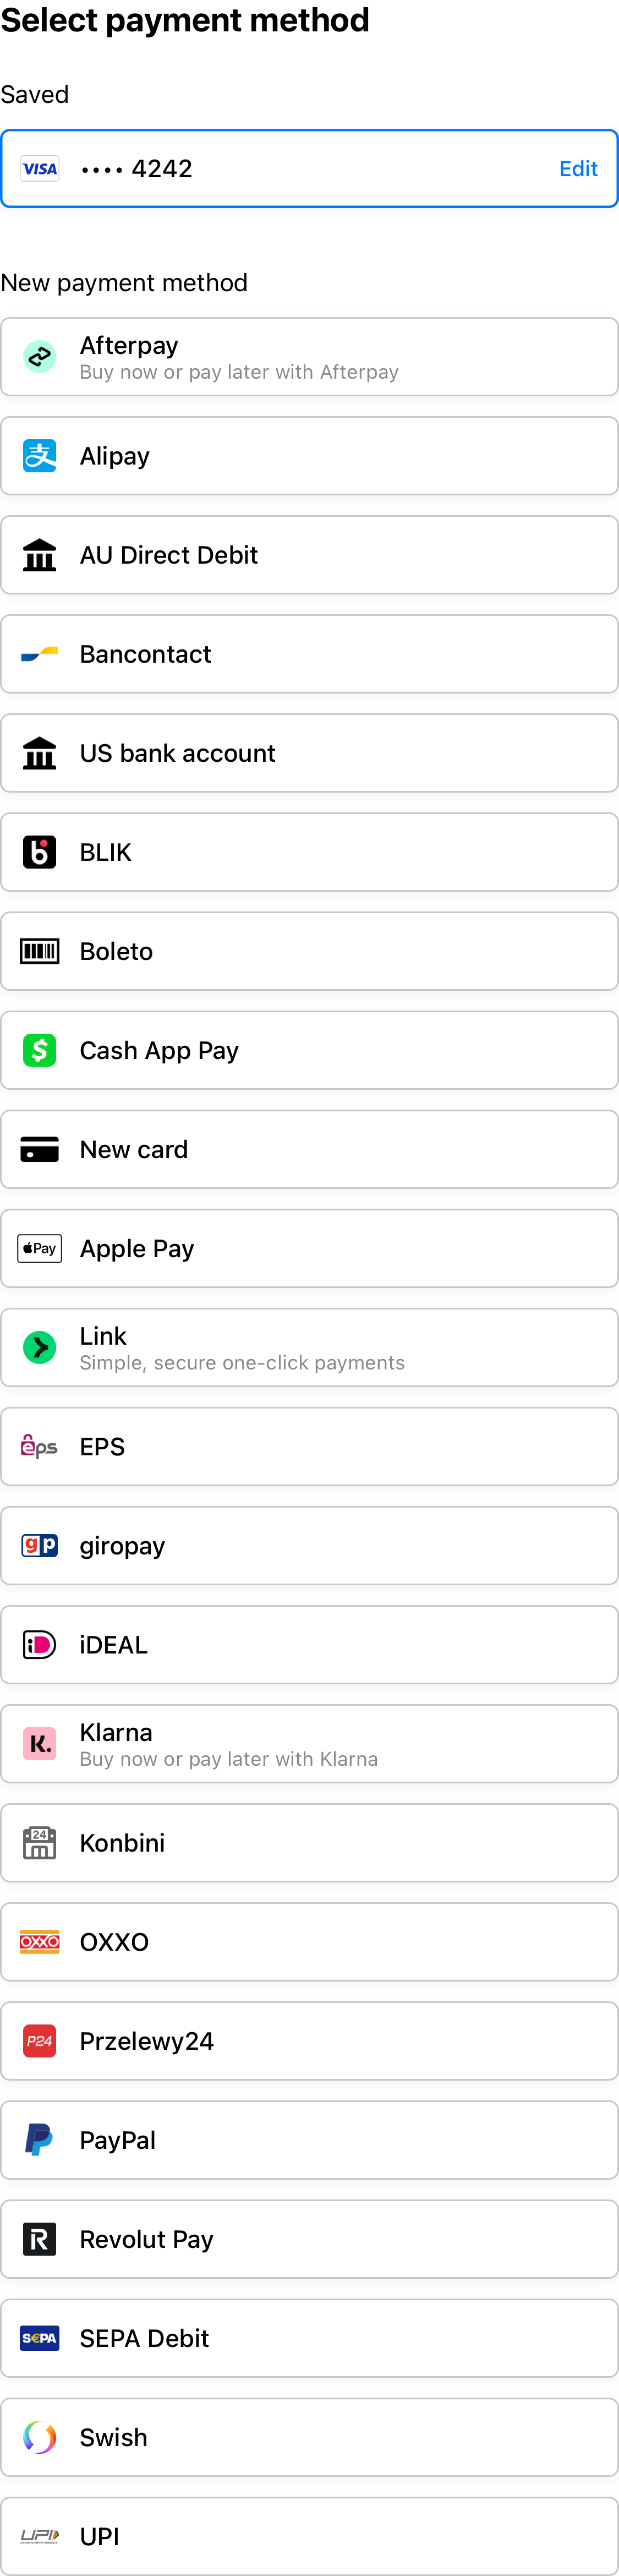 Select payment method
Saved
VISA •••• 4242 Edit
New payment method
Afterpay
Buy now or pay later with Afterpay
支 Alipay
AU Direct Debit
Bancontact
US bank account
b BLIK
Boleto
$ Cash App Pay
New card
Pay Apple Pay
Link
Simple, secure one-click payments
eps EPS
gp giropay
iD iDEAL
K. Klarna
Buy now or pay later with Klarna
24 Konbini
OXXO OXXO
P24 Przelewy24
P PayPal
R Revolut Pay
S€PA SEPA Debit
Swish
UPI UPI